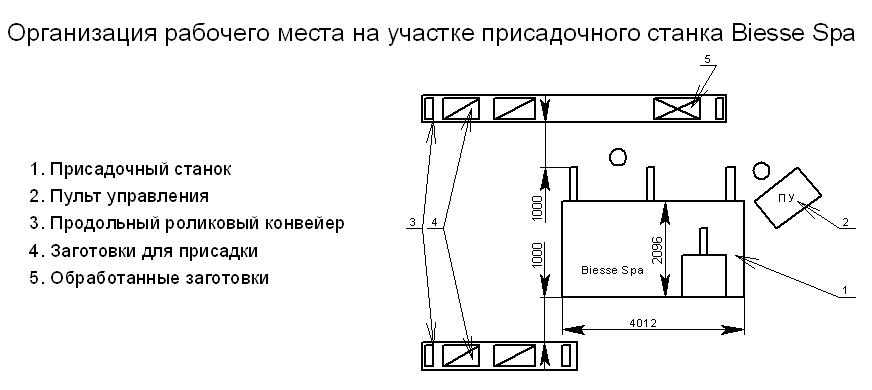 Организация рабочего места на участке присадочного станка Biesse Spa
5
1. Присадочный станок
2. Пульт управления
3. Продольный роликовый конвейер
4. Заготовки для присадки
5. Обработанные заготовки
3
4
1000
1000
2096
Biesse Spa
4012
ПУ
2
1